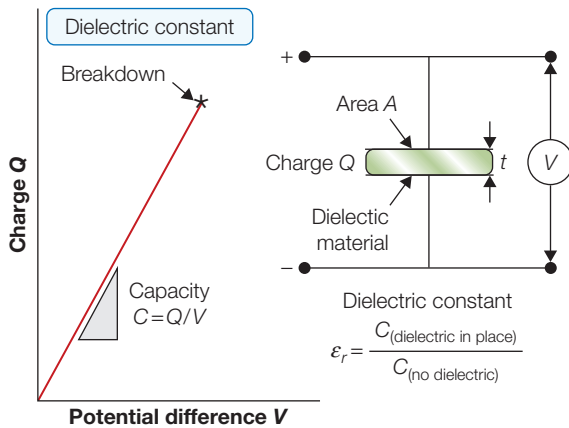 Dielectric constant
Breakdown
Charge Q
Capacity
C=Q/V
Potential difference V
+
Area A
Charge Q
t
V
Dielectic
material
−
Dielectric constant
εr = C(dielectric in place) / C(no dielectric)